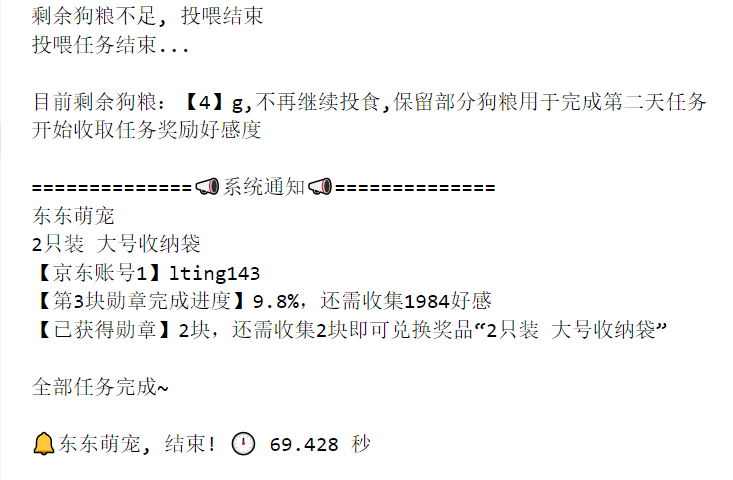 剩余狗粮不足, 投喂结束
投喂任务结束...
目前剩余狗粮: 【4】g,不再继续投食,保留部分狗粮用于完成第二天任务
开始收取任务奖励好感度
==============📣系统通知📣==============
东东萌宠
2只装 大号收纳袋
【京东账号1】lting143
【第3块勋章完成进度】9.8%, 还需收集1984好感
【已获得勋章】2块, 还需收集2块即可兑换奖品“2只装 大号收纳袋”
全部任务完成~
🔔东东萌宠, 结束! 🕛 69.428 秒